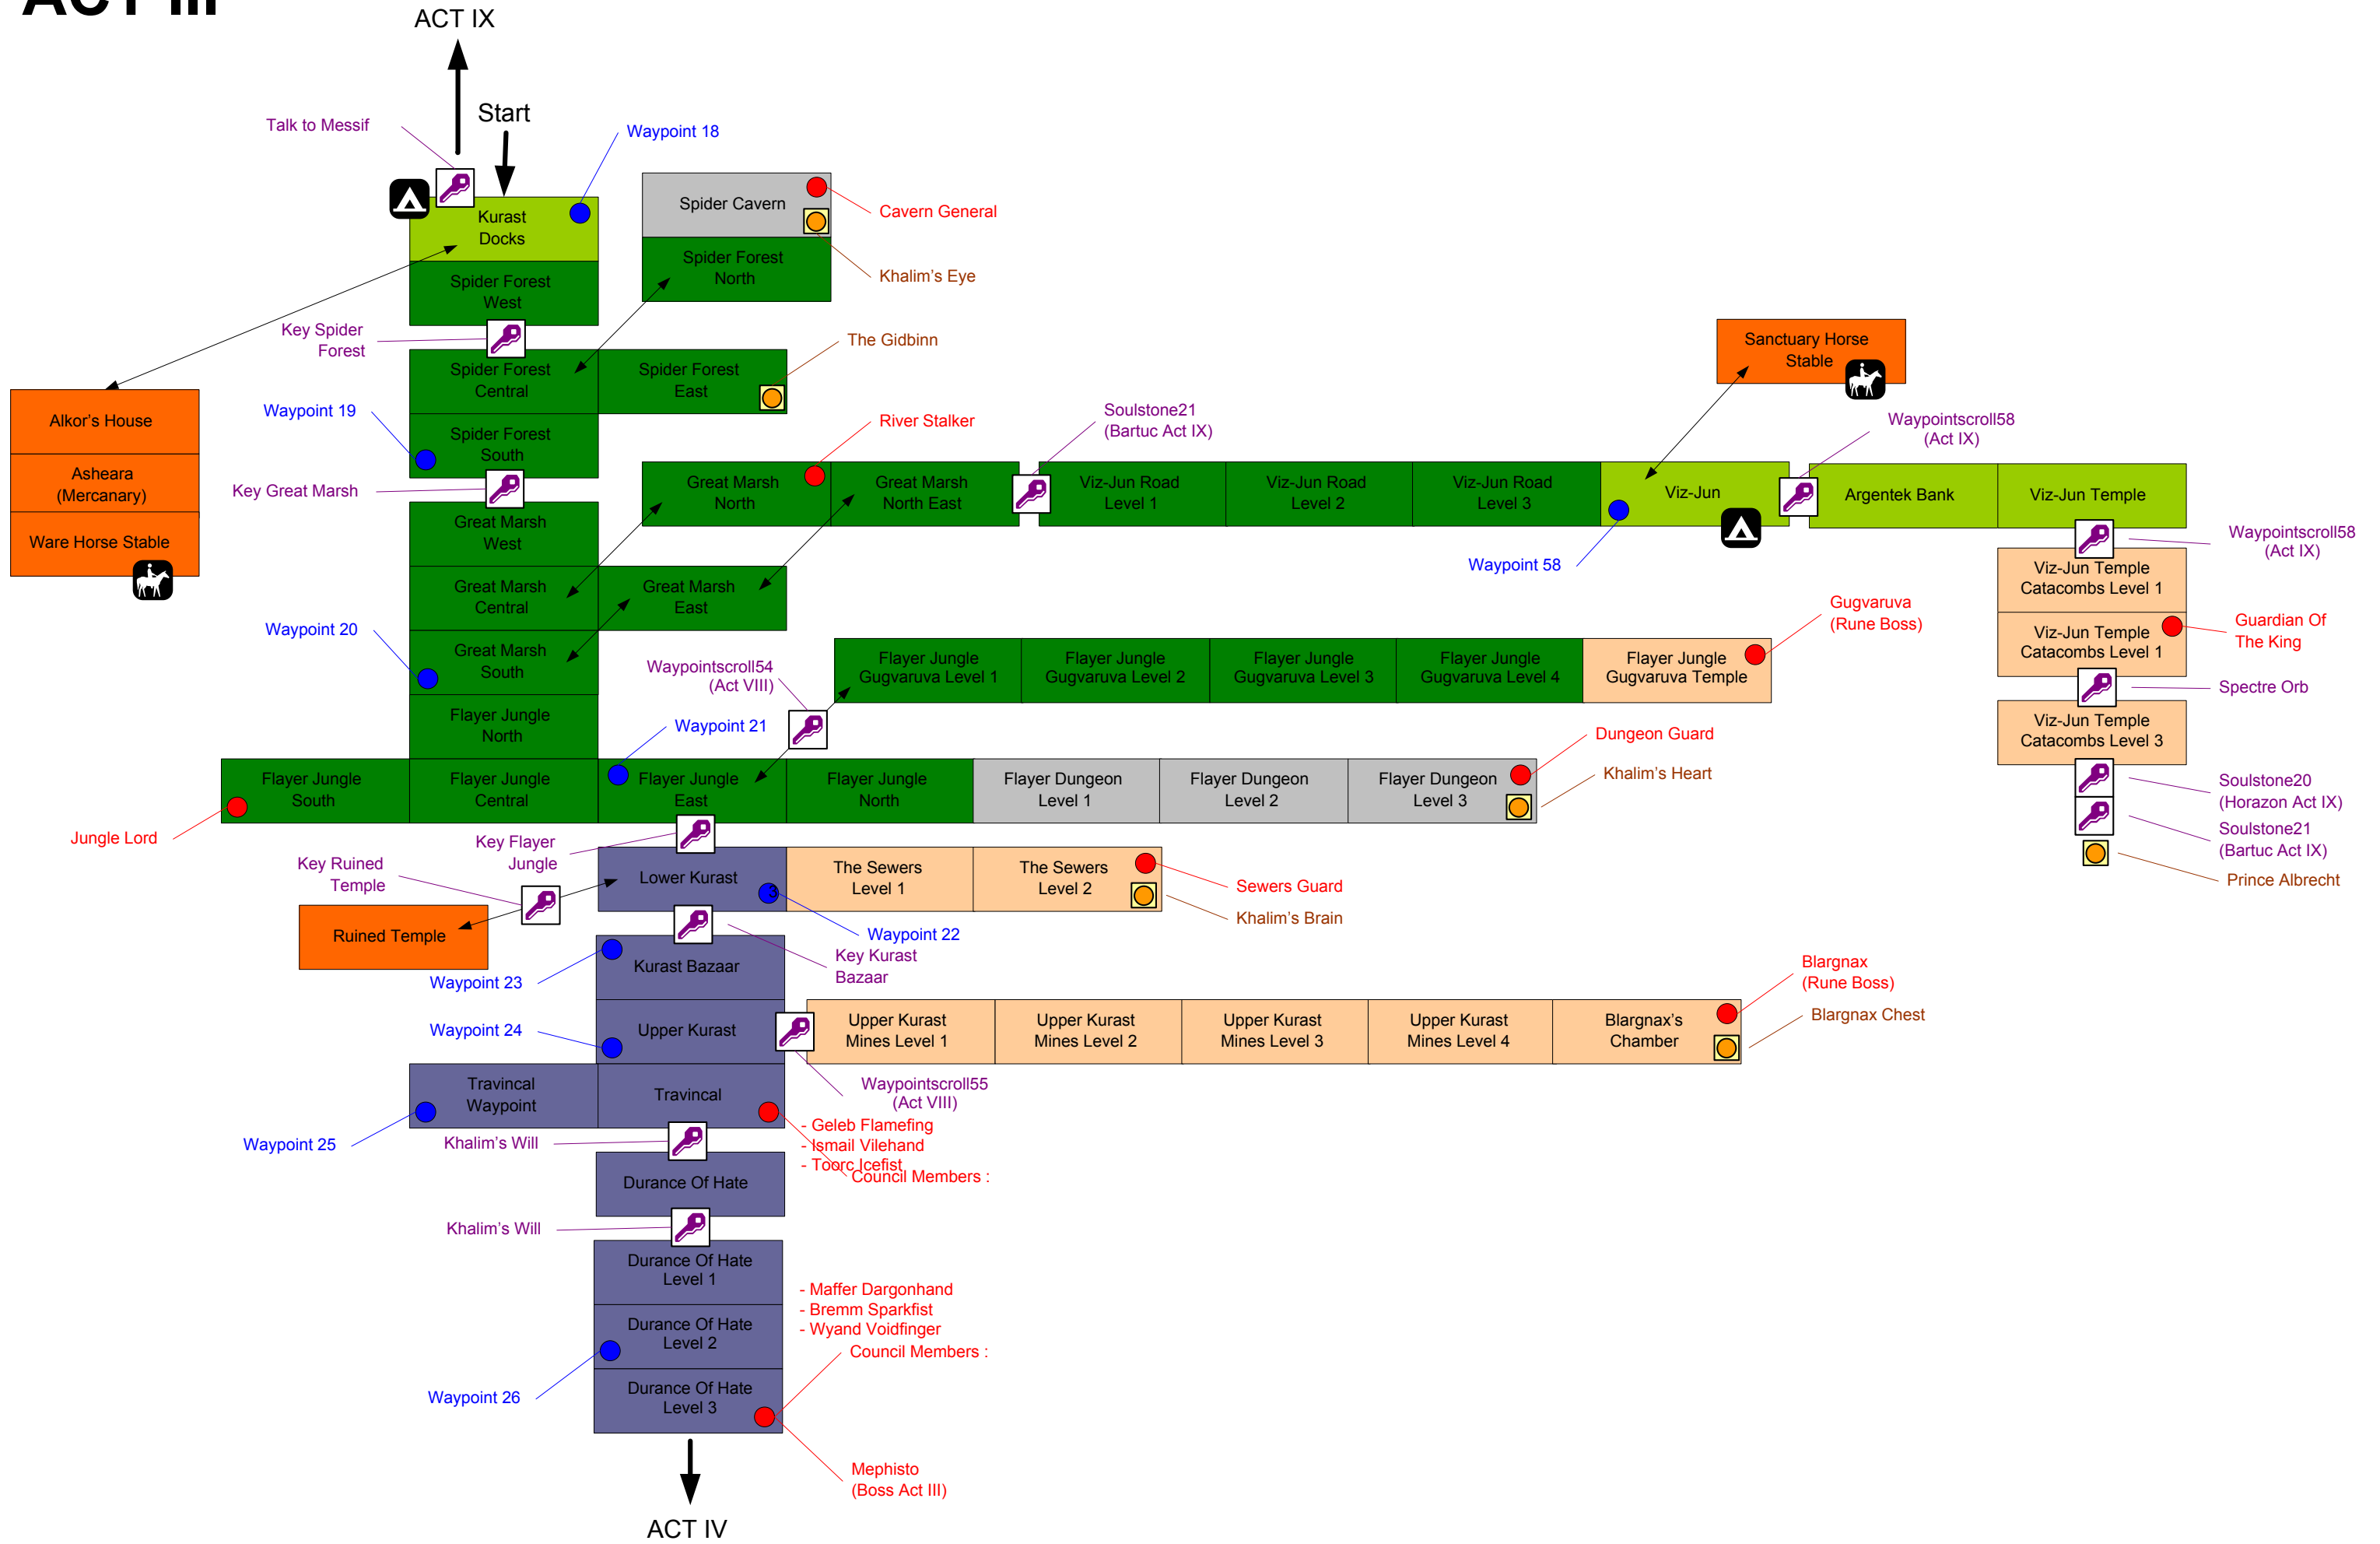 ACT III
ACT IX
Start
Talk to Messif
Waypoint 18
Kurast
Docks
Spider Cavern
Cavern General
Spider Forest
North
Khalim's Eye
Spider Forest
West
Key Spider
Forest
The Gidbinn
Sanctuary Horse
Stable
Spider Forest
Central
Spider Forest
East
Alkor's House
Asheara
(Mercanary)
Ware Horse Stable
Waypoint 19
Spider Forest
South
River Stalker
Soulstone21
(Bartuc Act IX)
Waypointscroll58
(Act IX)
Key Great Marsh
Great Marsh
North
Great Marsh
North East
Viz-Jun Road
Level 1
Viz-Jun Road
Level 2
Viz-Jun Road
Level 3
Viz-Jun
Argentek Bank
Viz-Jun Temple
Great Marsh
West
Waypoint 58
Waypointscroll58
(Act IX)
Great Marsh
Central
Great Marsh
East
Viz-Jun Temple
Catacombs Level 1
Waypoint 20
Great Marsh
South
Gugvaruva
(Rune Boss)
Viz-Jun Temple
Catacombs Level 1
Guardian Of
The King
Waypointscroll54
(Act VIII)
Flayer Jungle
Gugvaruva Level 1
Flayer Jungle
Gugvaruva Level 2
Flayer Jungle
Gugvaruva Level 3
Flayer Jungle
Gugvaruva Level 4
Flayer Jungle
Gugvaruva Temple
Spectre Orb
Flayer Jungle
North
Waypoint 21
Dungeon Guard
Viz-Jun Temple
Catacombs Level 3
Flayer Jungle
South
Flayer Jungle
Central
Flayer Jungle
East
Flayer Jungle
North
Flayer Dungeon
Level 1
Flayer Dungeon
Level 2
Flayer Dungeon
Level 3
Khalim's Heart
Soulstone20
(Horazon Act IX)
Soulstone21
(Bartuc Act IX)
Jungle Lord
Key Flayer
Jungle
Key Ruined
Temple
Lower Kurast
3
The Sewers
Level 1
The Sewers
Level 2
Sewers Guard
Prince Albrecht
Khalim's Brain
Ruined Temple
Waypoint 22
Key Kurast
Bazaar
Kurast Bazaar
Waypoint 23
Blargnax
(Rune Boss)
Waypoint 24
Upper Kurast
Upper Kurast
Mines Level 1
Upper Kurast
Mines Level 2
Upper Kurast
Mines Level 3
Upper Kurast
Mines Level 4
Blargnax's
Chamber
Blargnax Chest
Travincal
Waypoint
Travincal
Waypointscroll55
(Act VIII)
Waypoint 25
Khalim's Will
- Geleb Flamefing
- Ismail Vilehand
- Toorc Icefist
Council Members :
Durance Of Hate
Khalim's Will
Durance Of Hate
Level 1
- Maffer Dargonhand
- Bremm Sparkfist
- Wyand Voidfinger
Council Members :
Durance Of Hate
Level 2
Waypoint 26
Durance Of Hate
Level 3
Mephisto
(Boss Act III)
ACT IV